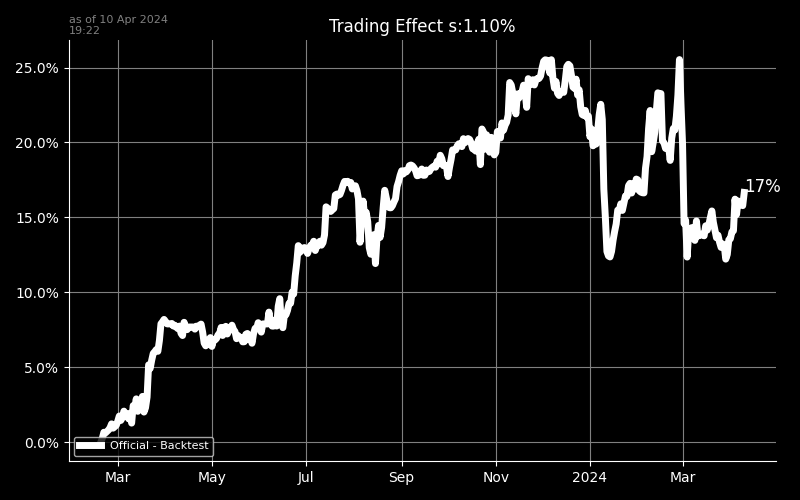 as of 10 Apr 2024
19:22
Trading Effect s:1.10%
25.0%
20.0%
15.0%
10.0%
5.0%
0.0%
17%
Official - Backtest
Mar
May
Jul
Sep
Nov
2024
Mar